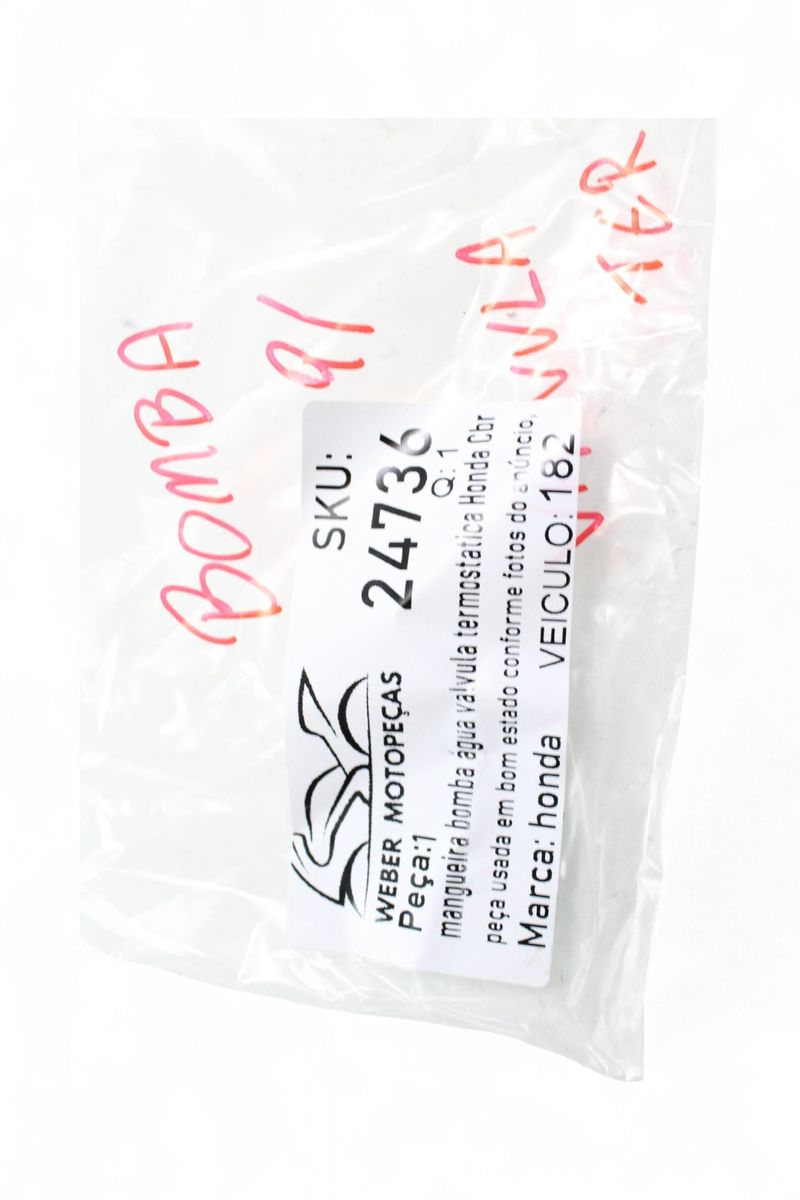 BOMBA
91
VULA
TER
SKU:
24736
Q: 1
WEBER MOTOPEÇAS
Peça:1
mangueira bomba água valvula termostatica Honda Cbr
peça usada em bom estado conforme fotos do anúncio,
Marca: honda VEICULO: 182